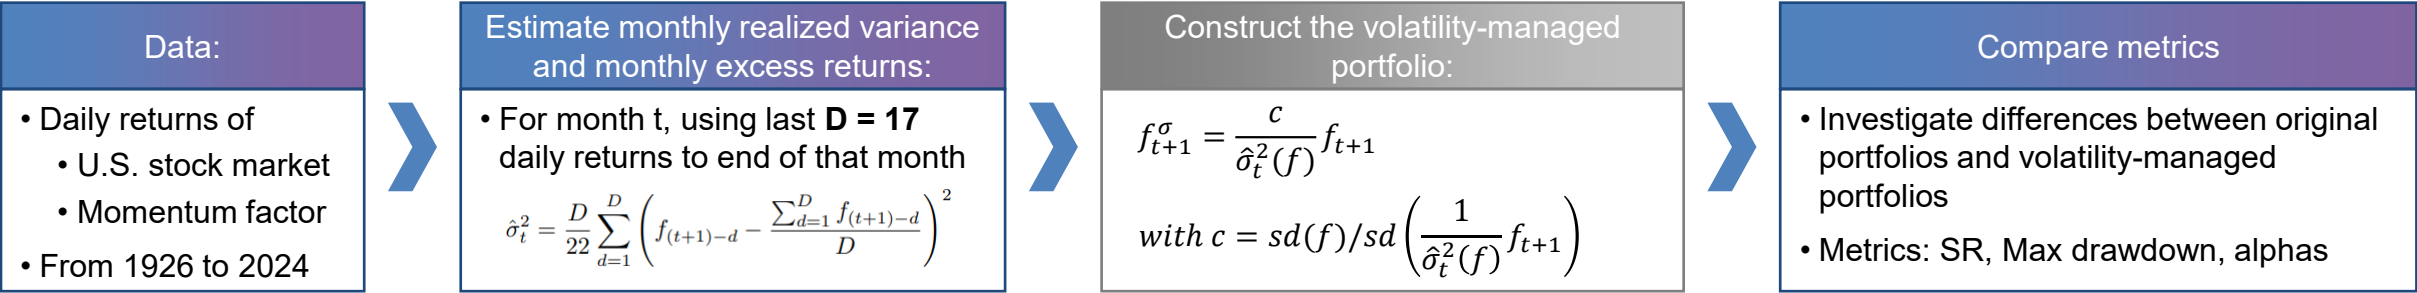 Data:
• Daily returns of
• U.S. stock market
• Momentum factor
• From 1926 to 2024
Estimate monthly realized variance
and monthly excess returns:
• For month t, using last D = 17
daily returns to end of that month
σ̂²_t = D/22 ∑_{d=1}^{D} ( f_{(t+1)−d} − (∑_{d=1}^{D} f_{(t+1)−d})/D )²
Construct the volatility-managed
portfolio:
f^σ_{t+1} = c/σ̂²_t(f) f_{t+1}
with c = sd(f)/sd( 1/σ̂²_t(f) f_{t+1} )
Compare metrics
• Investigate differences between original
portfolios and volatility-managed
portfolios
• Metrics: SR, Max drawdown, alphas